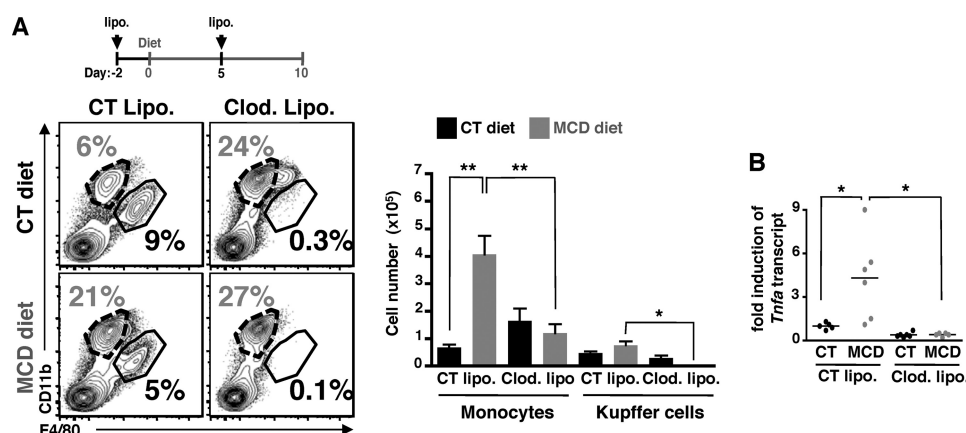 A
lipo. lipo.
Diet
Day:-2 0 5 10
CT Lipo. Clod. Lipo.
CT diet
6% 24%
9% 0.3%
MCD diet
21% 27%
5% 0.1%
CD11b
F4/80
CT diet MCD diet
Cell number (x10⁵)
7
6
5
4
3
2
1
0
** **
*
CT lipo. Clod. lipo CT lipo. Clod. lipo.
Monocytes Kupffer cells
B
fold induction of
Tnfa transcript
9
6
3
0
* *
CT MCD CT MCD
CT lipo. Clod. lipo.